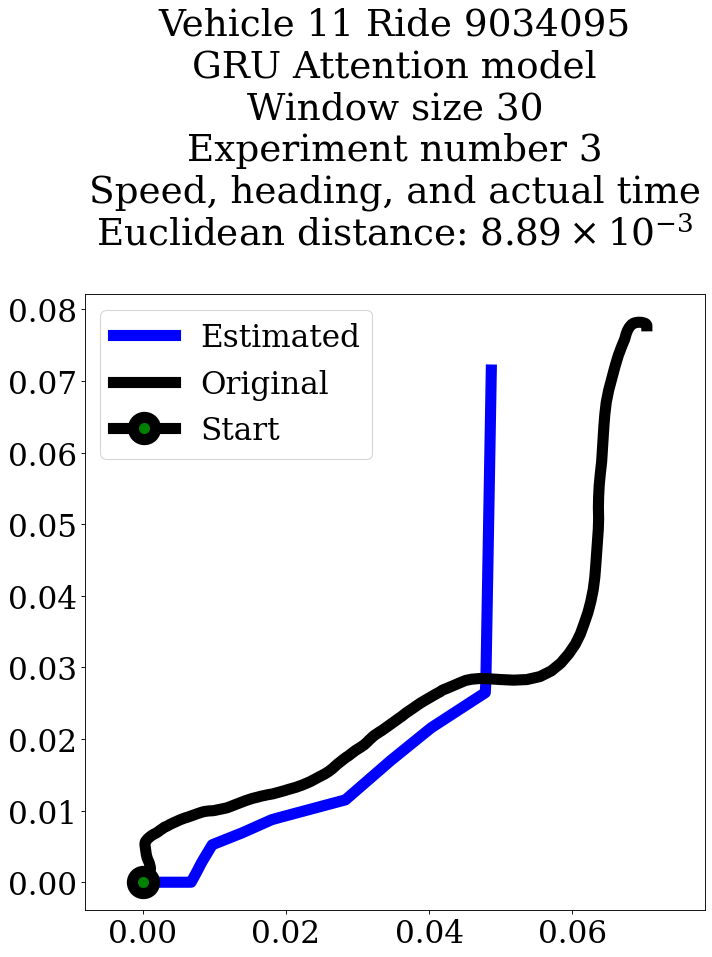 Vehicle 11 Ride 9034095
GRU Attention model
Window size 30
Experiment number 3
Speed, heading, and actual time
Euclidean distance: 8.89 × 10⁻³
Estimated
Original
Start
0.08
0.07
0.06
0.05
0.04
0.03
0.02
0.01
0.00
0.00 0.02 0.04 0.06